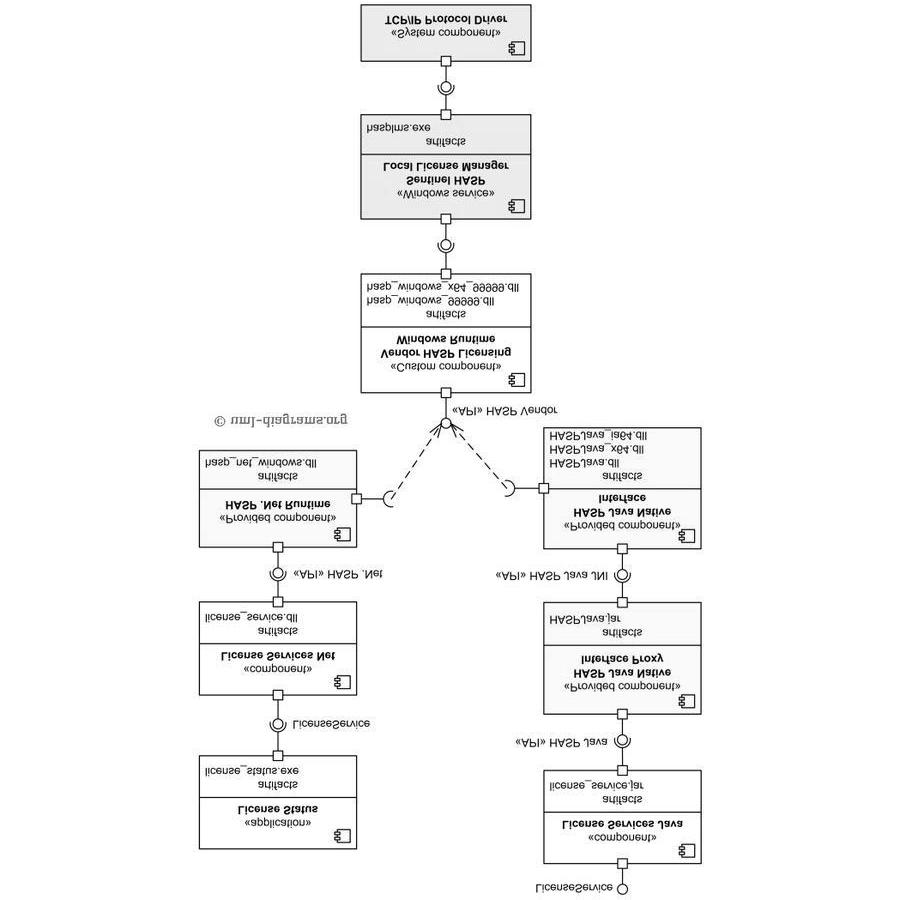 LicenseService
«component»
License Services Java
artifacts
license_service.jar
«application»
License Status
artifacts
license_status.exe
«API» HASP Java
LicenseService
«Provided component»
HASP Java Native
Interface Proxy
artifacts
HASPJava.jar
«component»
License Services Net
artifacts
license_service.dll
«API» HASP Java JNI
«API» HASP .Net
«Provided component»
HASP Java Native
Interface
artifacts
HASPJava.dll
HASPJava_x64.dll
HASPJava_ia64.dll
«Provided component»
HASP .Net Runtime
artifacts
hasp_net_windows.dll
© uml-diagrams.org
«API» HASP Vendor
«Custom component»
Vendor HASP Licensing
Windows Runtime
artifacts
hasp_windows_99999.dll
hasp_windows_x64_99999.dll
«Windows service»
Sentinel HASP
Local License Manager
artifacts
hasplms.exe
«System component»
TCP/IP Protocol Driver